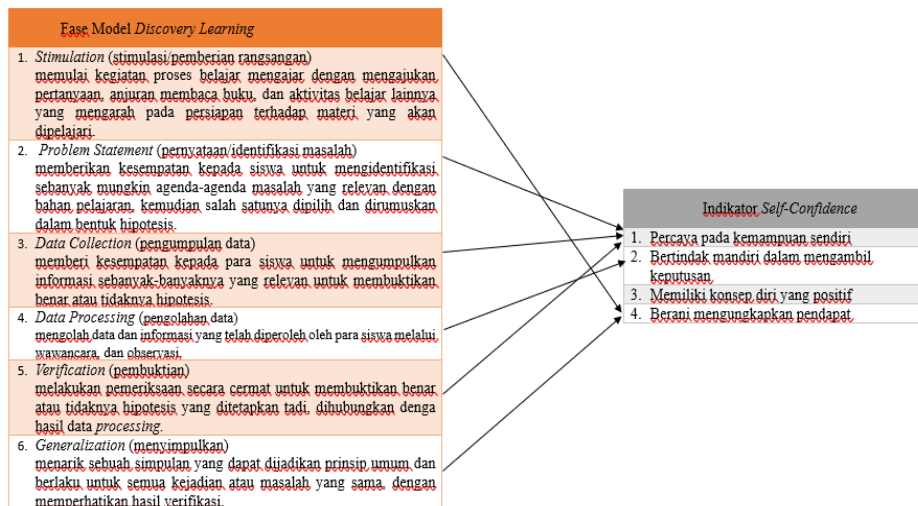 Fase Model Discovery Learning
1. Stimulation (stimulasi/pemberian rangsangan)
memulai kegiatan proses belajar mengajar dengan mengajukan
pertanyaan, anjuran membaca buku, dan aktivitas belajar lainnya
yang mengarah pada persiapan terhadap materi yang akan
dipelajari.
2. Problem Statement (pernyataan/identifikasi masalah)
memberikan kesempatan kepada siswa untuk mengidentifikasi
sebanyak mungkin agenda-agenda masalah yang relevan dengan
bahan pelajaran, kemudian salah satunya dipilih dan dirumuskan
dalam bentuk hipotesis.
3. Data Collection (pengumpulan data)
memberi kesempatan kepada para siswa untuk mengumpulkan
informasi sebanyak-banyaknya yang relevan untuk membuktikan
benar atau tidaknya hipotesis.
4. Data Processing (pengolahan data)
mengolah data dan informasi yang telah diperoleh oleh para siswa melalui
wawancara, dan observasi.
5. Verification (pembuktian)
melakukan pemeriksaan secara cermat untuk membuktikan benar
atau tidaknya hipotesis yang ditetapkan tadi, dihubungkan denga
hasil data processing.
6. Generalization (menyimpulkan)
menarik sebuah simpulan yang dapat dijadikan prinsip umum dan
berlaku untuk semua kejadian atau masalah yang sama, dengan
memperhatikan hasil verifikasi.
Indikator Self-Confidence
1. Percaya pada kemampuan sendiri
2. Bertindak mandiri dalam mengambil
keputusan
3. Memiliki konsep diri yang positif
4. Berani mengungkapkan pendapat